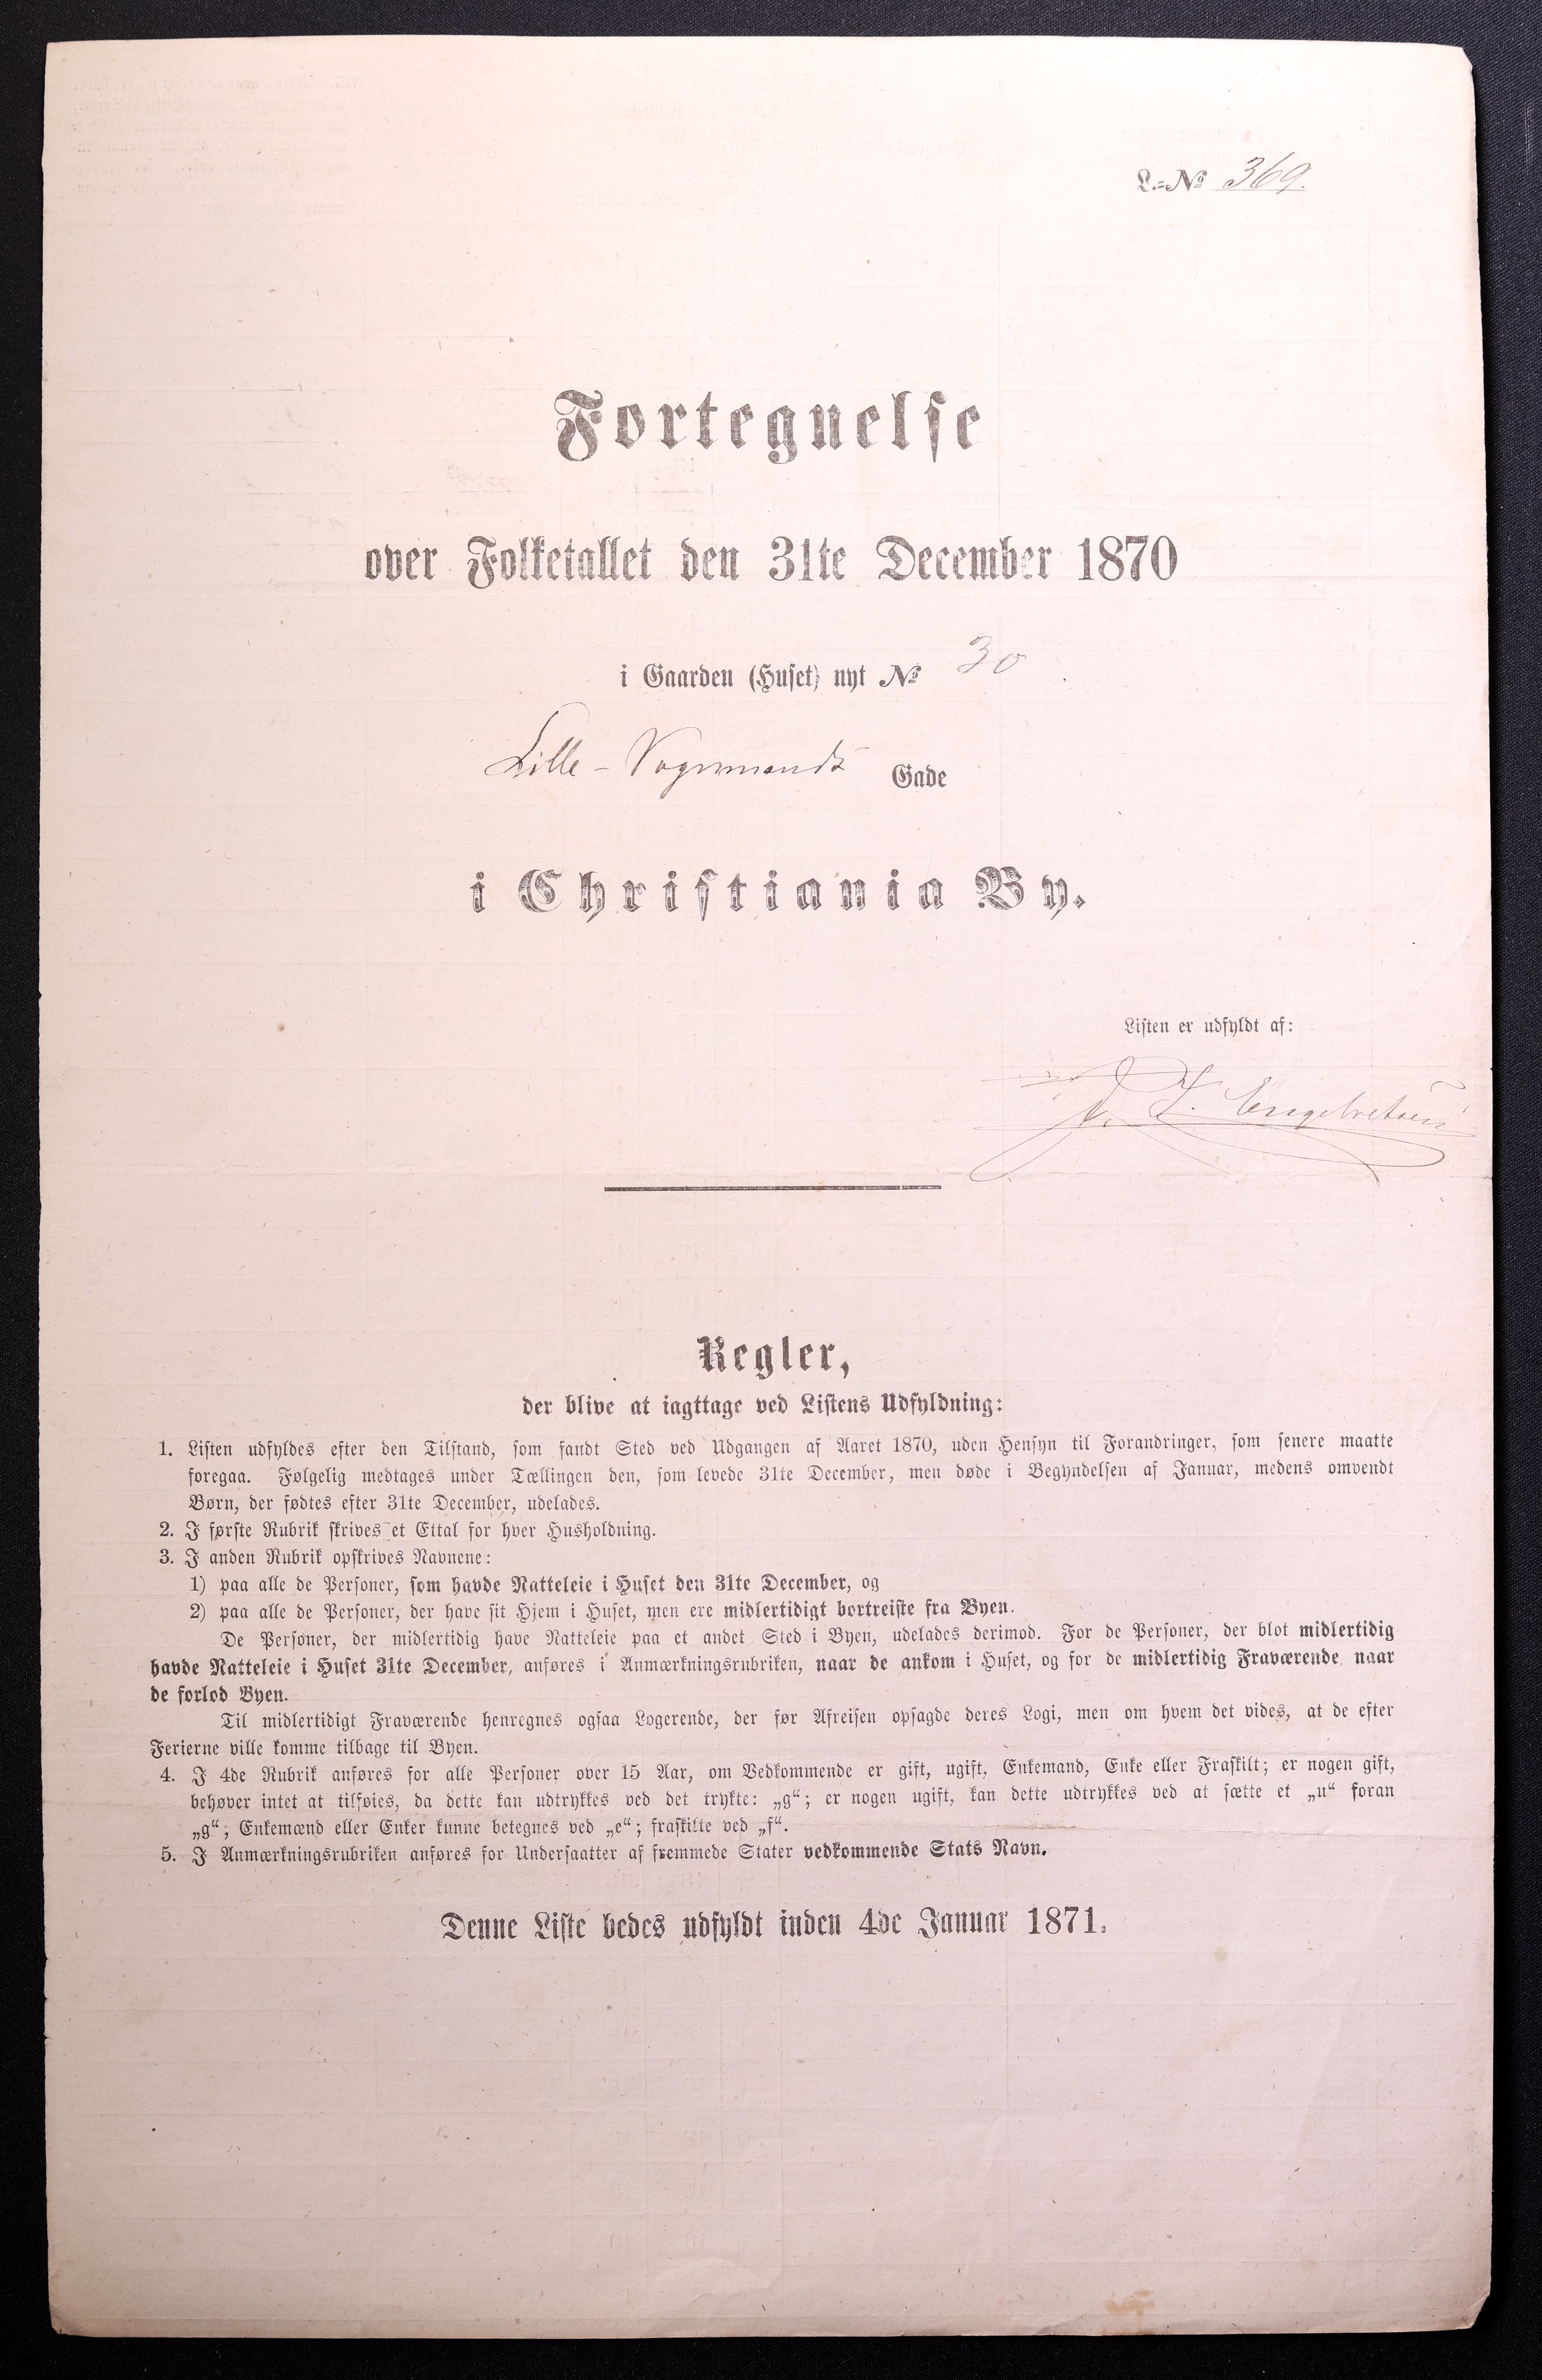 L.=№ 369.
Fortegnelse
over Folketallet den 31te December 1870
i Gaarden (Huset) nyt № 30
Lille - Vognmands Gade
i Christiania By.
Listen er udfyldt af:
Engebretsen
Regler,
der blive at iagttage ved Listens Udfyldning:
1. Listen udfyldes efter den Tilstand, som fandt Sted ved Udgangen af Aaret 1870, uden Hensyn til Forandringer, som senere maatte
foregaa. Følgelig medtages under Tællingen den, som levede 31te December, men døde i Begyndelsen af Januar, medens omvendt
Børn, der fødtes efter 31te December, udelades.
2. I første Rubrik skrives et Ettal for hver Husholdning.
3. I anden Rubrik opskrives Navnene:
1) paa alle de Personer, som havde Natteleie i Huset den 31te December, og
2) paa alle de Personer, der have sit Hjem i Huset, men ere midlertidigt bortreiste fra Byen.
De Personer, der midlertidig have Natteleie paa et andet Sted i Byen, udelades derimod. For de Personer, der blot midlertidig
havde Natteleie i Huset 31te December, anføres i Anmærkningsrubriken, naar de ankom i Huset, og for de midlertidig Fraværende naar
de forlod Byen.
Til midlertidigt Fraværende henregnes ogsaa Logerende, der før Afreisen opsagde deres Logi, men om hvem det vides, at de efter
Ferierne ville komme tilbage til Byen.
4. I 4de Rubrik anføres for alle Personer over 15 Aar, om Vedkommende er gift, ugift, Enkemand, Enke eller Fraskilt; er nogen gift,
behøver intet at tilføies, da dette kan udtrykkes ved det trykte: „g“; er nogen ugift, kan dette udtrykkes ved at sætte et „u“ foran
„g“; Enkemænd eller Enker kunne betegnes ved „e“; fraskilte ved „f“.
5. I Anmærkningsrubriken anføres for Undersaatter af fremmede Stater vedkommende Stats Navn.
Denne Liste bedes udfyldt inden 4de Januar 1871.